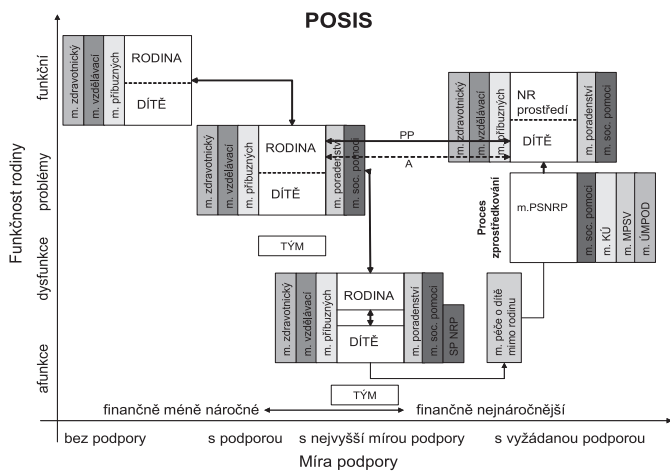 POSIS
Funkčnost rodiny
funkční
problémy
dysfunkce
afunkce
m. zdravotnický
m. vzdělávací
m. příbuzných
RODINA
DÍTĚ
m. zdravotnický
m. vzdělávací
m. příbuzných
RODINA
DÍTĚ
m. poradenství
m. soc. pomoci
TÝM
PP
A
m. zdravotnický
m. vzdělávací
m. příbuzných
NR
prostředí
DÍTĚ
m. poradenství
m. soc. pomoci
Proces
zprostředkování
m.PSNRP
m. soc. pomoci
m. KÚ
m. MPSV
m. ÚMPOD
m. zdravotnický
m. vzdělávací
m. příbuzných
RODINA
DÍTĚ
m. poradenství
m. soc. pomoci
SP NRP
TÝM
m. péče o dítě
mimo rodinu
finančně méně náročné
finančně nejnáročnější
bez podpory
s podporou
s nejvyšší mírou podpory
s vyžádanou podporou
Míra podpory